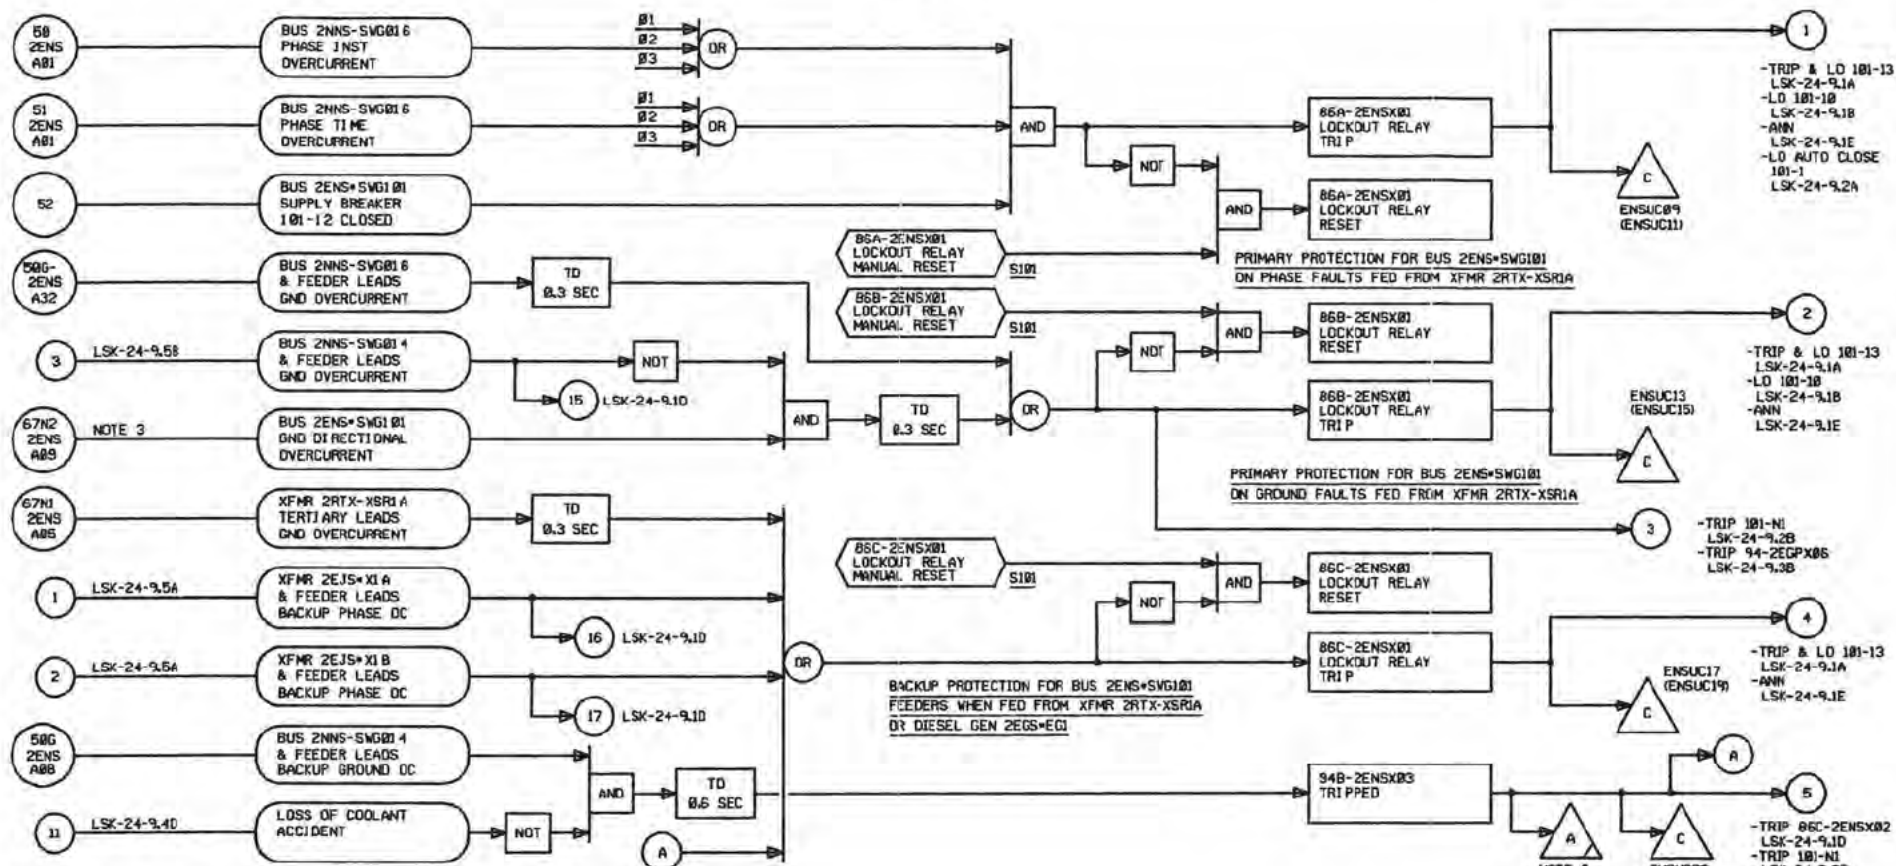 50
2ENS
A01
BUS 2NNS-SWG016
PHASE INST
OVERCURRENT
Ø1
Ø2
Ø3
OR
1
-TRIP & LO 101-13
LSK-24-9.1A
-LO 101-10
LSK-24-9.1B
-ANN
LSK-24-9.1E
-LO AUTO CLOSE
101-1
LSK-24-9.2A
51
2ENS
A01
BUS 2NNS-SWG016
PHASE TIME
OVERCURRENT
Ø1
Ø2
Ø3
OR
AND
86A-2ENSX01
LOCKOUT RELAY
TRIP
NOT
C
ENSUC09
(ENSUC11)
52
BUS 2ENS*SWG101
SUPPLY BREAKER
101-12 CLOSED
AND
86A-2ENSX01
LOCKOUT RELAY
RESET
86A-2ENSX01
LOCKOUT RELAY
MANUAL RESET
S101
PRIMARY PROTECTION FOR BUS 2ENS*SWG101
ON PHASE FAULTS FED FROM XFMR 2RTX-XSR1A
50G-
2ENS
A32
BUS 2NNS-SWG016
& FEEDER LEADS
GND OVERCURRENT
TD
0.3 SEC
86B-2ENSX01
LOCKOUT RELAY
MANUAL RESET
S101
NOT
AND
86B-2ENSX01
LOCKOUT RELAY
RESET
2
-TRIP & LO 101-13
LSK-24-9.1A
-LO 101-10
LSK-24-9.1B
-ANN
LSK-24-9.1E
3
LSK-24-9.5B
BUS 2NNS-SWG014
& FEEDER LEADS
GND OVERCURRENT
NOT
15
LSK-24-9.1D
67N2
2ENS
A09
NOTE 3
BUS 2ENS*SWG101
GND DIRECTIONAL
OVERCURRENT
AND
TD
0.3 SEC
OR
86B-2ENSX01
LOCKOUT RELAY
TRIP
ENSUC13
(ENSUC15)
C
PRIMARY PROTECTION FOR BUS 2ENS*SWG101
ON GROUND FAULTS FED FROM XFMR 2RTX-XSR1A
67N1
2ENS
A05
XFMR 2RTX-XSR1A
TERTIARY LEADS
GND OVERCURRENT
TD
0.3 SEC
3
-TRIP 101-N1
LSK-24-9.2B
-TRIP 94-2EGPX06
LSK-24-9.3B
86C-2ENSX01
LOCKOUT RELAY
MANUAL RESET
S101
NOT
AND
86C-2ENSX01
LOCKOUT RELAY
RESET
1
LSK-24-9.5A
XFMR 2EJS*X1A
& FEEDER LEADS
BACKUP PHASE OC
16
LSK-24-9.1D
4
-TRIP & LO 101-13
LSK-24-9.1A
-ANN
LSK-24-9.1E
2
LSK-24-9.5A
XFMR 2EJS*X1B
& FEEDER LEADS
BACKUP PHASE OC
17
LSK-24-9.1D
OR
86C-2ENSX01
LOCKOUT RELAY
TRIP
ENSUC17
(ENSUC19)
C
BACKUP PROTECTION FOR BUS 2ENS*SWG101
FEEDERS WHEN FED FROM XFMR 2RTX-XSR1A
OR DIESEL GEN 2EGS*EG1
50G
2ENS
A08
BUS 2NNS-SWG014
& FEEDER LEADS
BACKUP GROUND OC
AND
TD
0.6 SEC
94B-2ENSX03
TRIPPED
A
5
-TRIP 86C-2ENSX02
LSK-24-9.1D
-TRIP 101-N1
11
LSK-24-9.4D
LOSS OF COOLANT
ACCIDENT
NOT
A
A
C